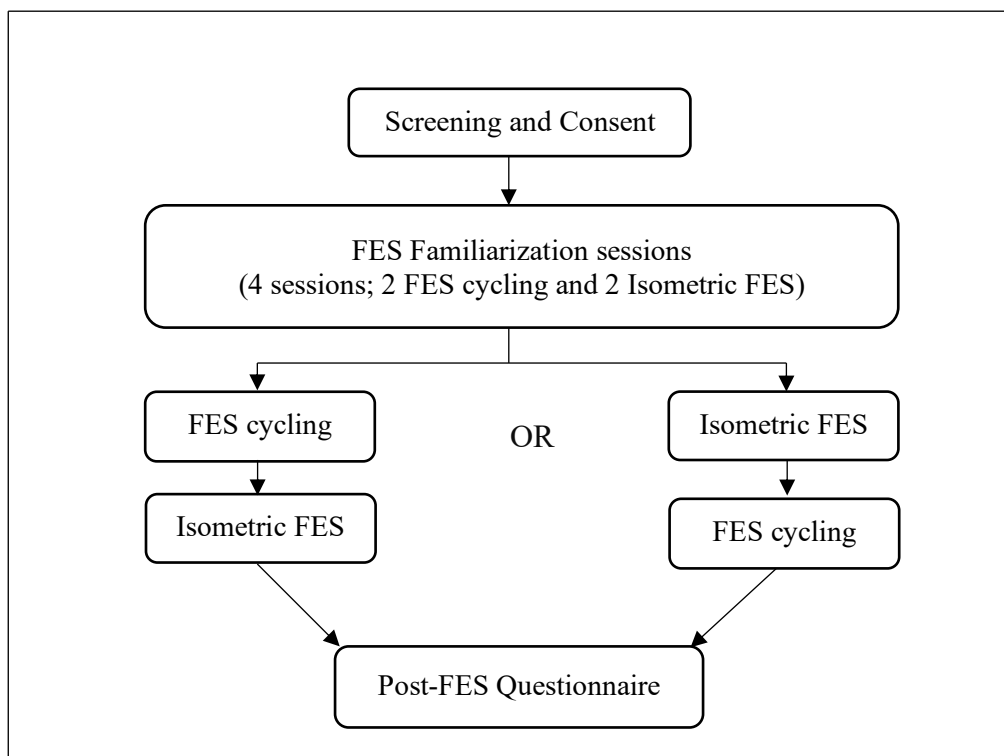 Screening and Consent
FES Familiarization sessions
(4 sessions; 2 FES cycling and 2 Isometric FES)
FES cycling
Isometric FES
OR
Isometric FES
FES cycling
Post-FES Questionnaire